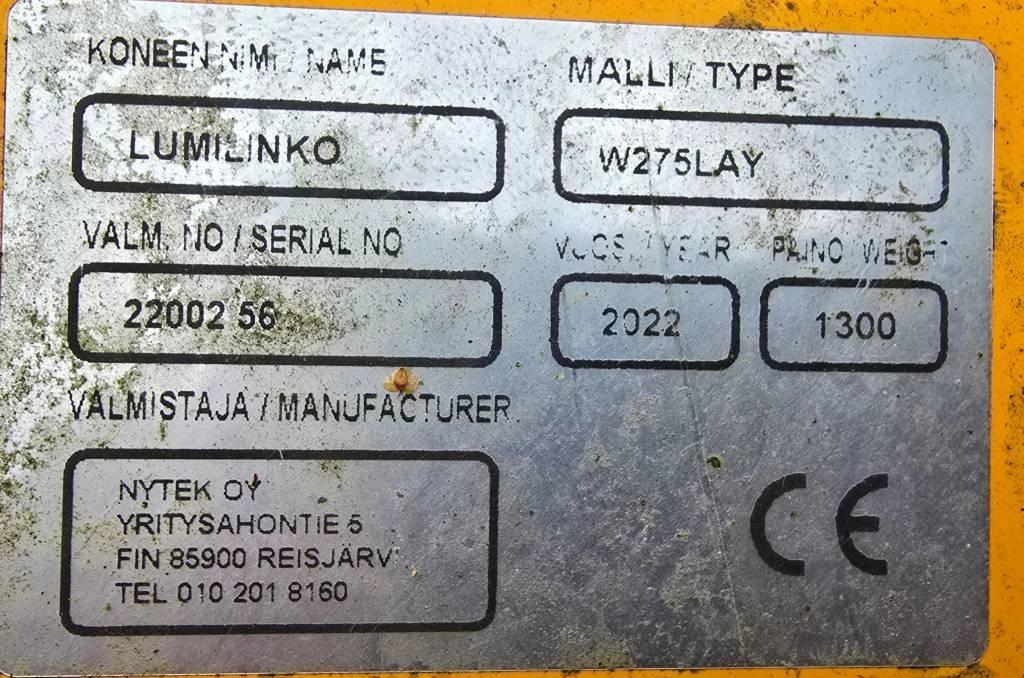 KONEEN NIMI / NAME
LUMILINKO
MALLI / TYPE
W275LAY
VALM. NO / SERIAL NO
22002 56
VUOSI / YEAR
2022
PAINO / WEIGHT
1300
VALMISTAJA / MANUFACTURER
NYTEK OY
YRITYSAHONTIE 5
FIN 85900 REISJÄRVI
TEL 010 201 8160
CE